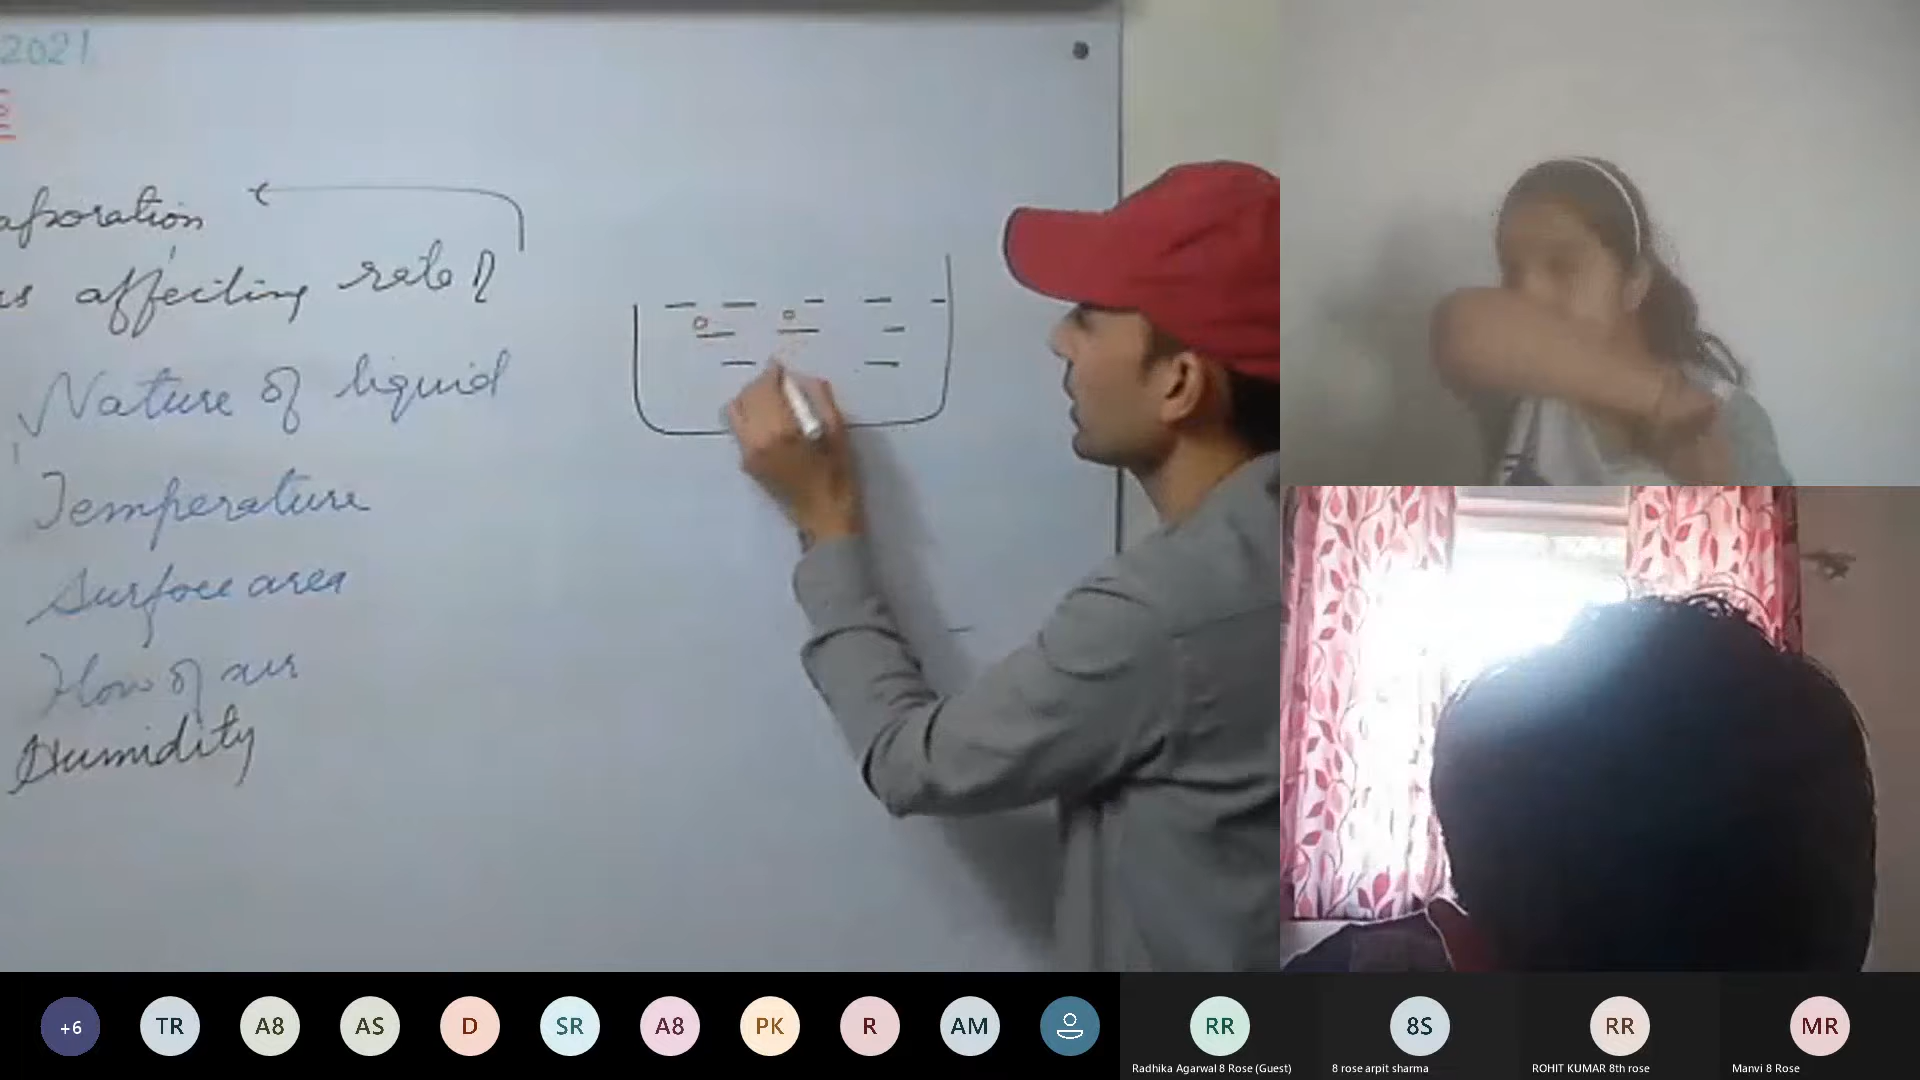 2021
aporation
rs affecting rate of
Nature of liquid
Temperature
Surface area
Flow of air
Humidity
+6
TR
A8
AS
D
SR
A8
PK
R
AM
RR
8S
RR
MR
Radhika Agarwal 8 Rose (Guest)
8 rose arpit sharma
ROHIT KUMAR 8th rose
Manvi 8 Rose